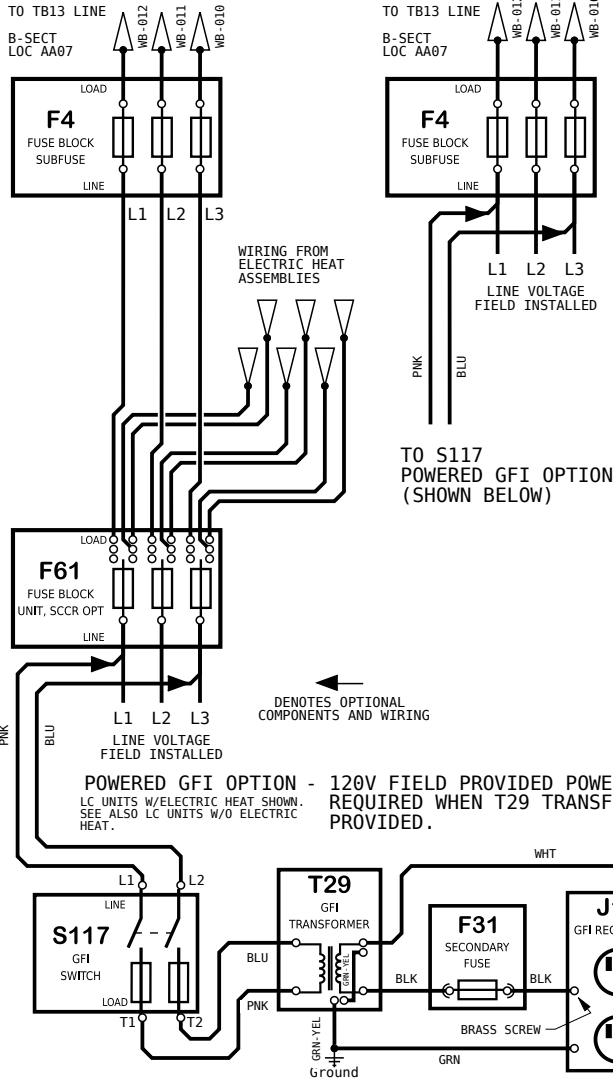 TO TB13 LINE
B-SECT
LOC AA07
WB-012
WB-011
WB-010
LOAD
F4
FUSE BLOCK
SUBFUSE
LINE
L1 L2 L3
TO TB13 LINE
B-SECT
LOC AA07
LOAD
F4
FUSE BLOCK
SUBFUSE
LINE
L1 L2 L3
LINE VOLTAGE
FIELD INSTALLED
PNK
BLU
WIRING FROM
ELECTRIC HEAT
ASSEMBLIES
TO S117
POWERED GFI OPTION
(SHOWN BELOW)
LOAD
F61
FUSE BLOCK
UNIT, SCCR OPT
LINE
L1 L2 L3
LINE VOLTAGE
FIELD INSTALLED
PNK
BLU
DENOTES OPTIONAL
COMPONENTS AND WIRING
POWERED GFI OPTION - 120V FIELD PROVIDED
LC UNITS W/ELECTRIC HEAT SHOWN.
SEE ALSO LC UNITS W/O ELECTRIC
HEAT.
REQUIRED WHEN T29
PROVIDED.
L1 L2
LINE
S117
GFI
SWITCH
LOAD
T1 T2
BLU
PNK
T29
GFI
TRANSFORMER
GRN-YEL
GRN-YEL
Ground
WHT
BLK
F31
SECONDARY
FUSE
BLK
BRASS SCREW
GRN
GFI